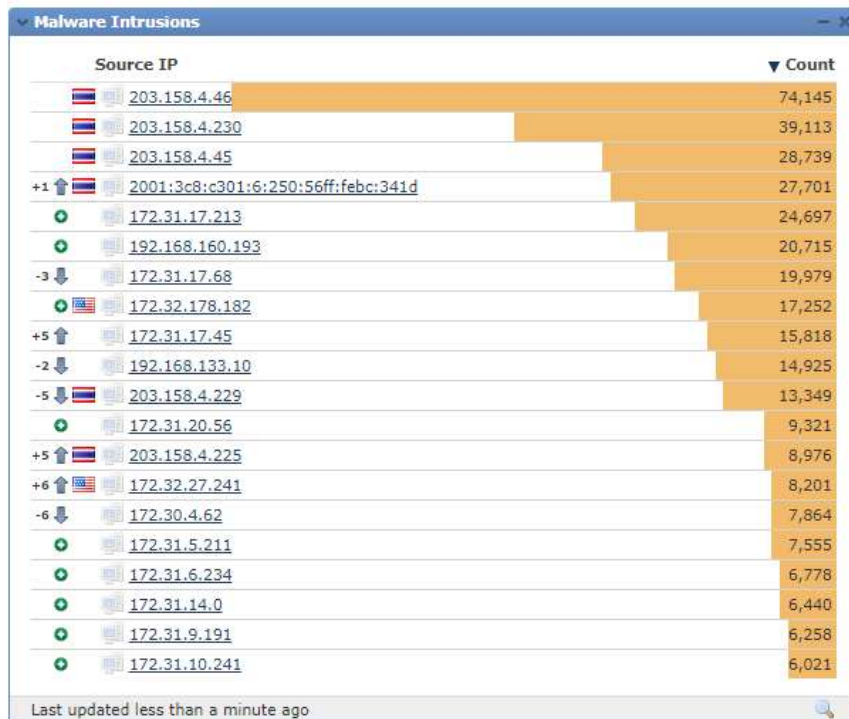 Malware Intrusions
Source IP Count
203.158.4.46 74,145
203.158.4.230 39,113
203.158.4.45 28,739
+1 2001:3c8:c301:6:250:56ff:febc:341d 27,701
172.31.17.213 24,697
192.168.160.193 20,715
-3 172.31.17.68 19,979
172.32.178.182 17,252
+5 172.31.17.45 15,818
-2 192.168.133.10 14,925
-5 203.158.4.229 13,349
172.31.20.56 9,321
+5 203.158.4.225 8,976
+6 172.32.27.241 8,201
-6 172.30.4.62 7,864
172.31.5.211 7,555
172.31.6.234 6,778
172.31.14.0 6,440
172.31.9.191 6,258
172.31.10.241 6,021
Last updated less than a minute ago